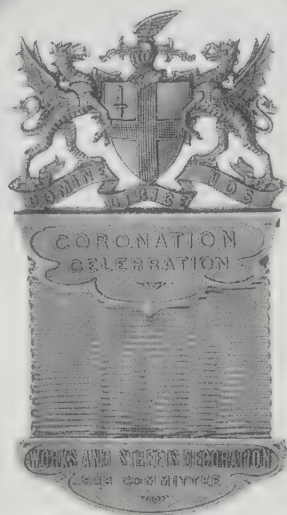 DOMINE DIRIGE NOS
CORONATION
CELEBRATION
WORKS AND STREETS DECORATION
SUB COMMITTEE